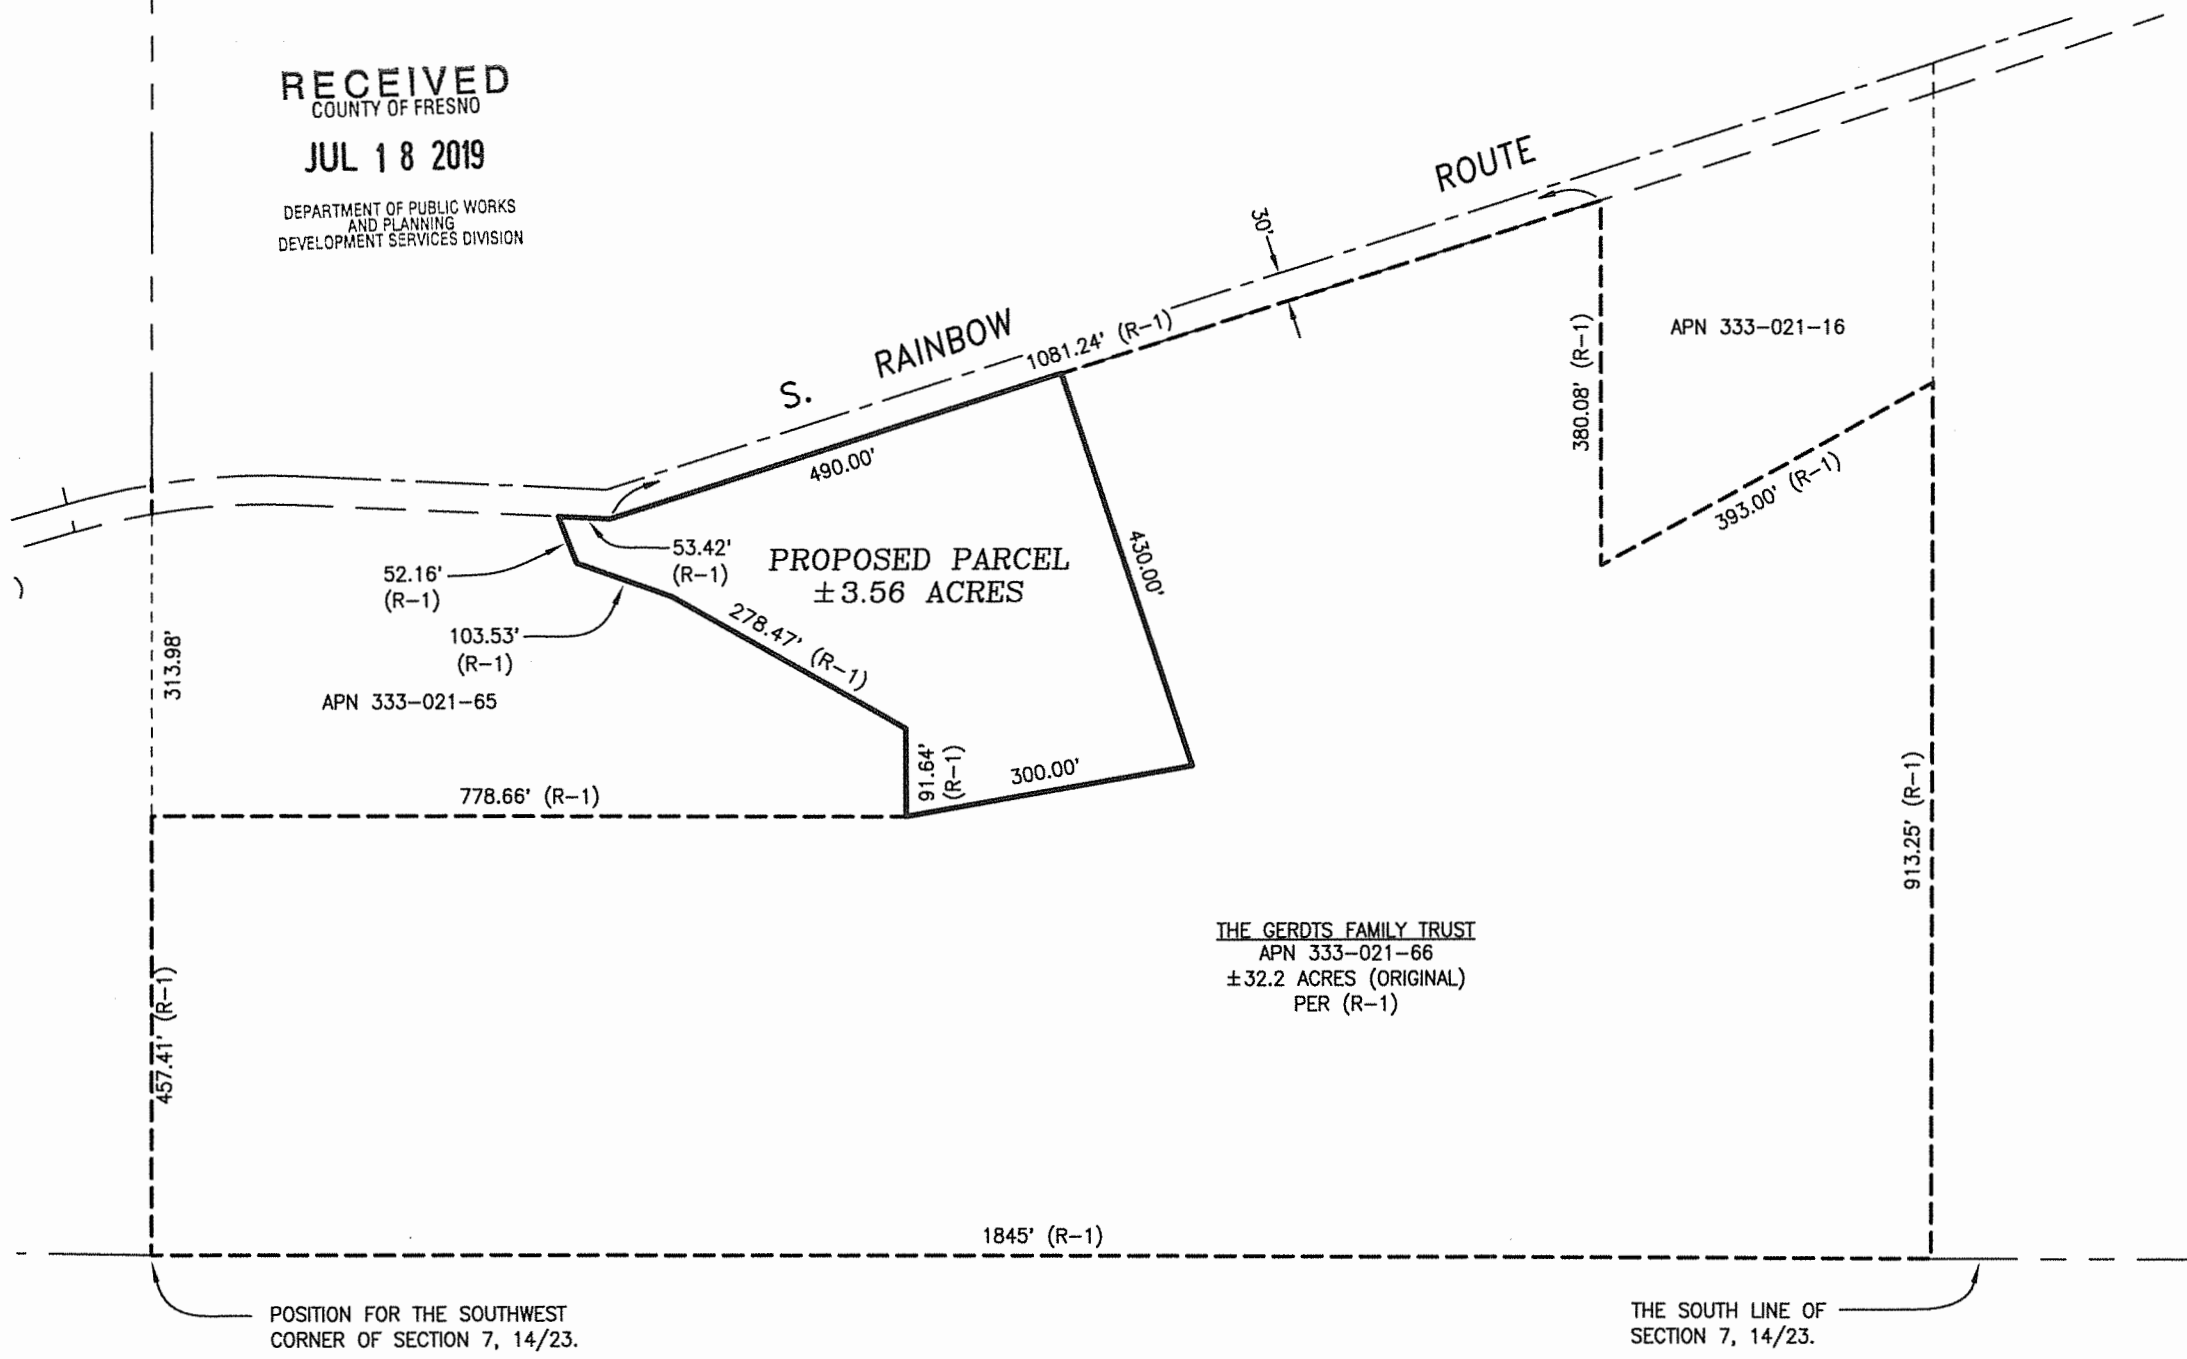 RECEIVED
COUNTY OF FRESNO
JUL 18 2019
DEPARTMENT OF PUBLIC WORKS
AND PLANNING
DEVELOPMENT SERVICES DIVISION
S. RAINBOW ROUTE
30'
1081.24' (R-1)
490.00'
380.08' (R-1)
APN 333-021-16
393.00' (R-1)
53.42'
(R-1)
52.16'
(R-1)
103.53'
(R-1)
PROPOSED PARCEL
±3.56 ACRES
430.00'
278.47' (R-1)
)
313.98'
APN 333-021-65
91.64'
(R-1)
300.00'
778.66' (R-1)
913.25' (R-1)
THE GERDTS FAMILY TRUST
APN 333-021-66
±32.2 ACRES (ORIGINAL)
PER (R-1)
457.41' (R-1)
1845' (R-1)
POSITION FOR THE SOUTHWEST
CORNER OF SECTION 7, 14/23.
THE SOUTH LINE OF
SECTION 7, 14/23.